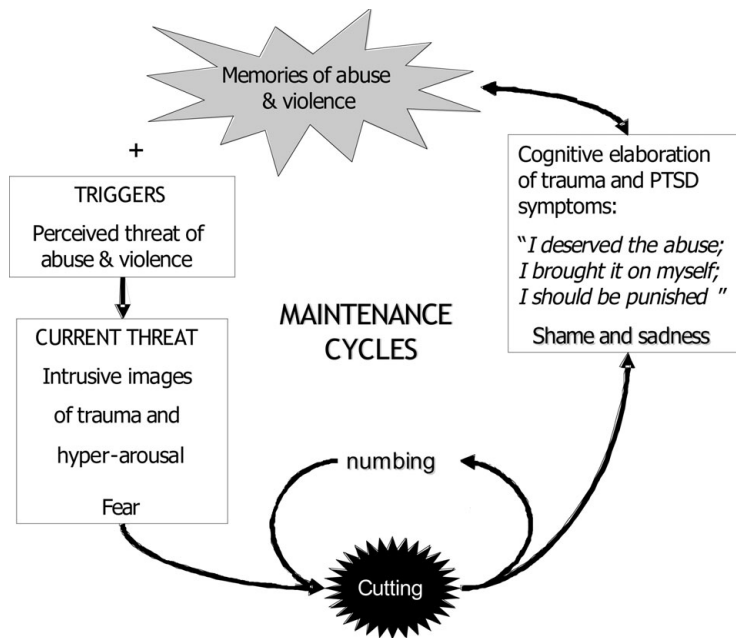 Memories of abuse
& violence
+
TRIGGERS
Perceived threat of
abuse & violence
CURRENT THREAT
Intrusive images
of trauma and
hyper-arousal
Fear
MAINTENANCE
CYCLES
numbing
Cutting
Cognitive elaboration
of trauma and PTSD
symptoms:
"I deserved the abuse;
I brought it on myself;
I should be punished "
Shame and sadness